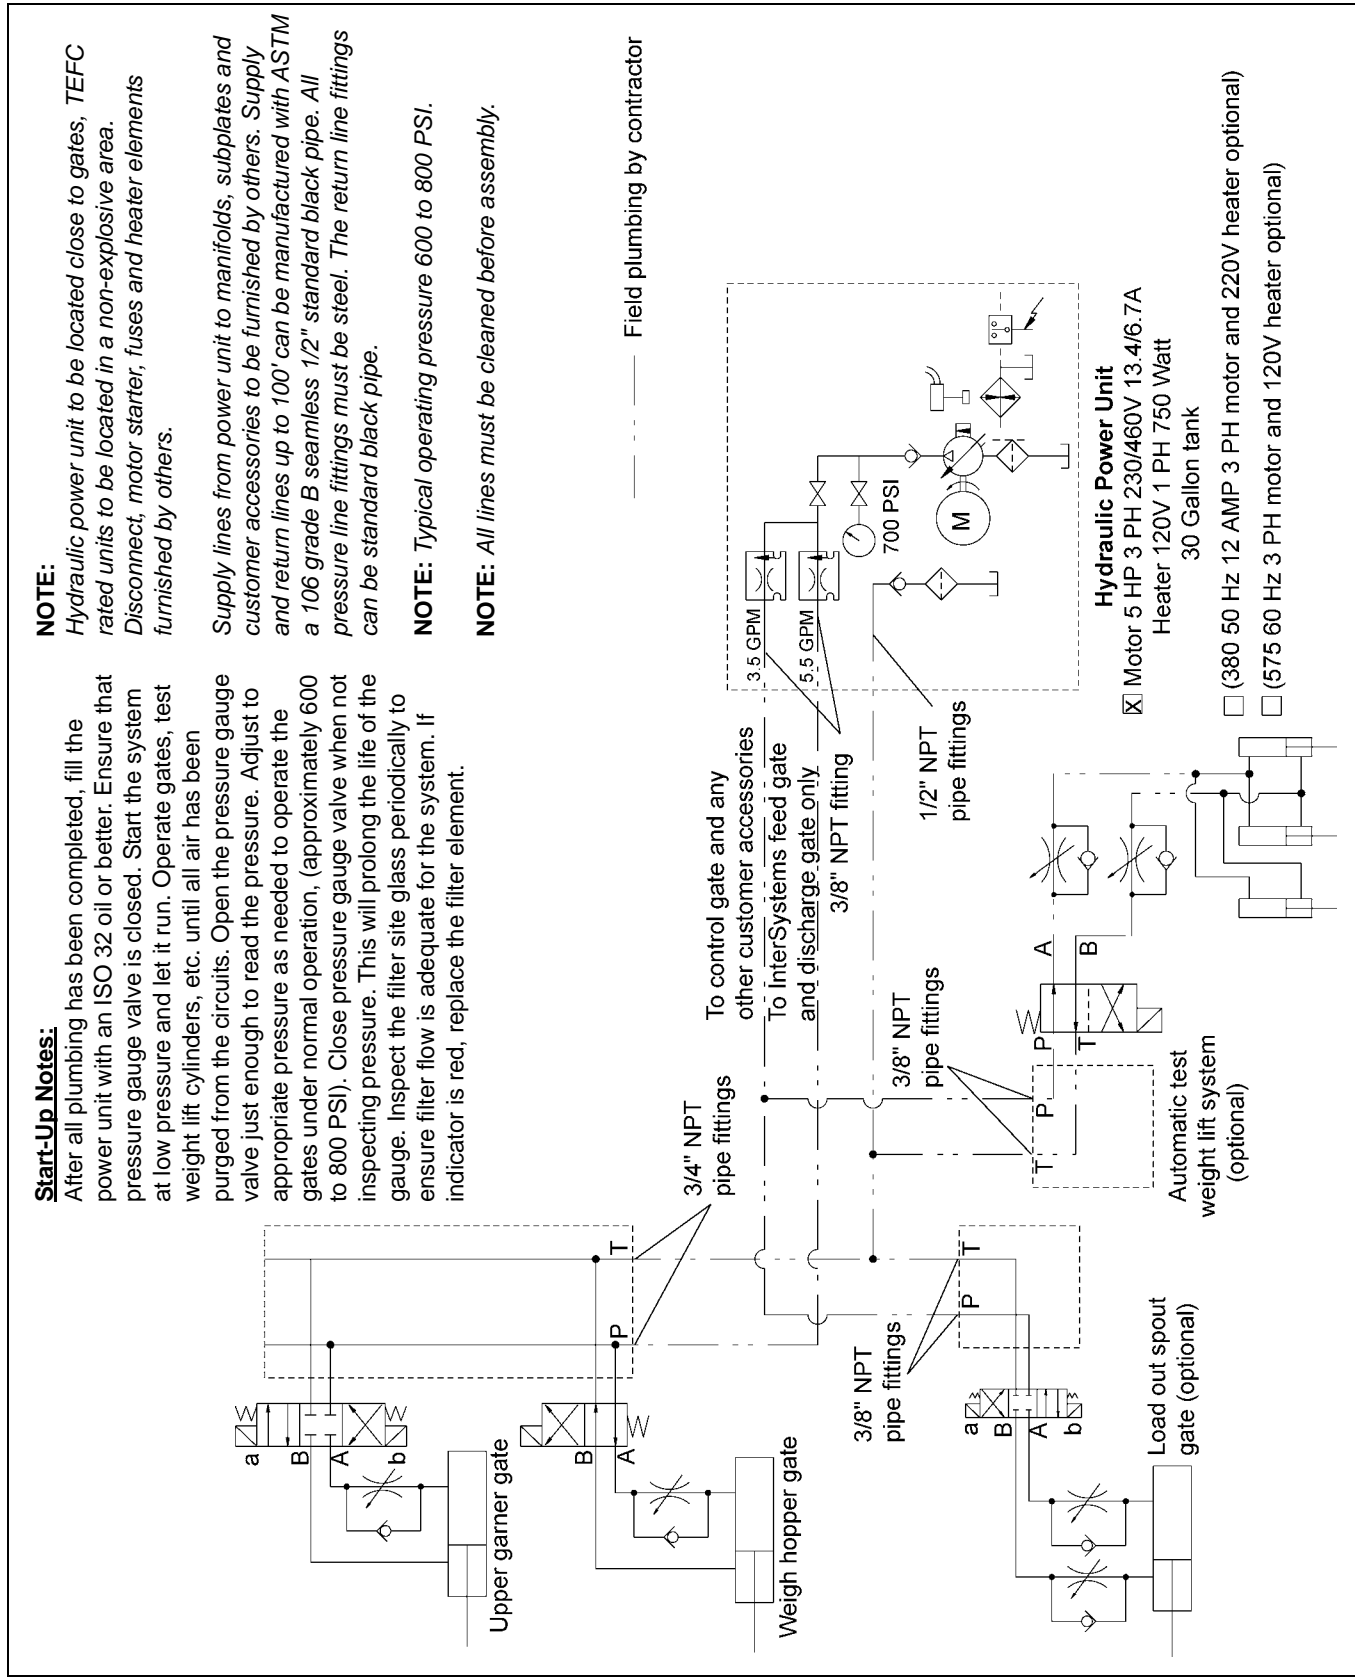 Start-Up Notes:
After all plumbing has been completed, fill the
power unit with an ISO 32 oil or better. Ensure that
pressure gauge valve is closed. Start the system
at low pressure and let it run. Operate gates, test
weight lift cylinders, etc. until all air has been
purged from the circuits. Open the pressure gauge
valve just enough to read the pressure. Adjust to
appropriate pressure as needed to operate the
gates under normal operation, (approximately 600
to 800 PSI). Close pressure gauge valve when not
inspecting pressure. This will prolong the life of the
gauge. Inspect the filter site glass periodically to
ensure filter flow is adequate for the system. If
indicator is red, replace the filter element.
NOTE:
Hydraulic power unit to be located close to gates, TEFC
rated units to be located in a non-explosive area.
Disconnect, motor starter, fuses and heater elements
furnished by others.
Supply lines from power unit to manifolds, subplates and
customer accessories to be furnished by others. Supply
and return lines up to 100' can be manufactured with ASTM
a 106 grade B seamless 1/2" standard black pipe. All
pressure line fittings must be steel. The return line fittings
can be standard black pipe.
NOTE: Typical operating pressure 600 to 800 PSI.
NOTE: All lines must be cleaned before assembly.
Field plumbing by contractor
a
B
A
b
Upper garner gate
B
A
Weigh hopper gate
T
P
3/4" NPT
pipe fittings
To control gate and any
other customer accessories
To InterSystems feed gate
and discharge gate only
3/8" NPT fitting
3.5 GPM
5.5 GPM
700 PSI
M
1/2" NPT
pipe fittings
Hydraulic Power Unit
X Motor 5 HP 3 PH 230/460V 13.4/6.7A
Heater 120V 1 PH 750 Watt
30 Gallon tank
(380 50 Hz 12 AMP 3 PH motor and 220V heater optional)
(575 60 Hz 3 PH motor and 120V heater optional)
3/8" NPT
pipe fittings
P
T
a
B
A
b
Load out spout
gate (optional)
3/8" NPT
pipe fittings
T
P
P
T
A
B
Automatic test
weight lift system
(optional)